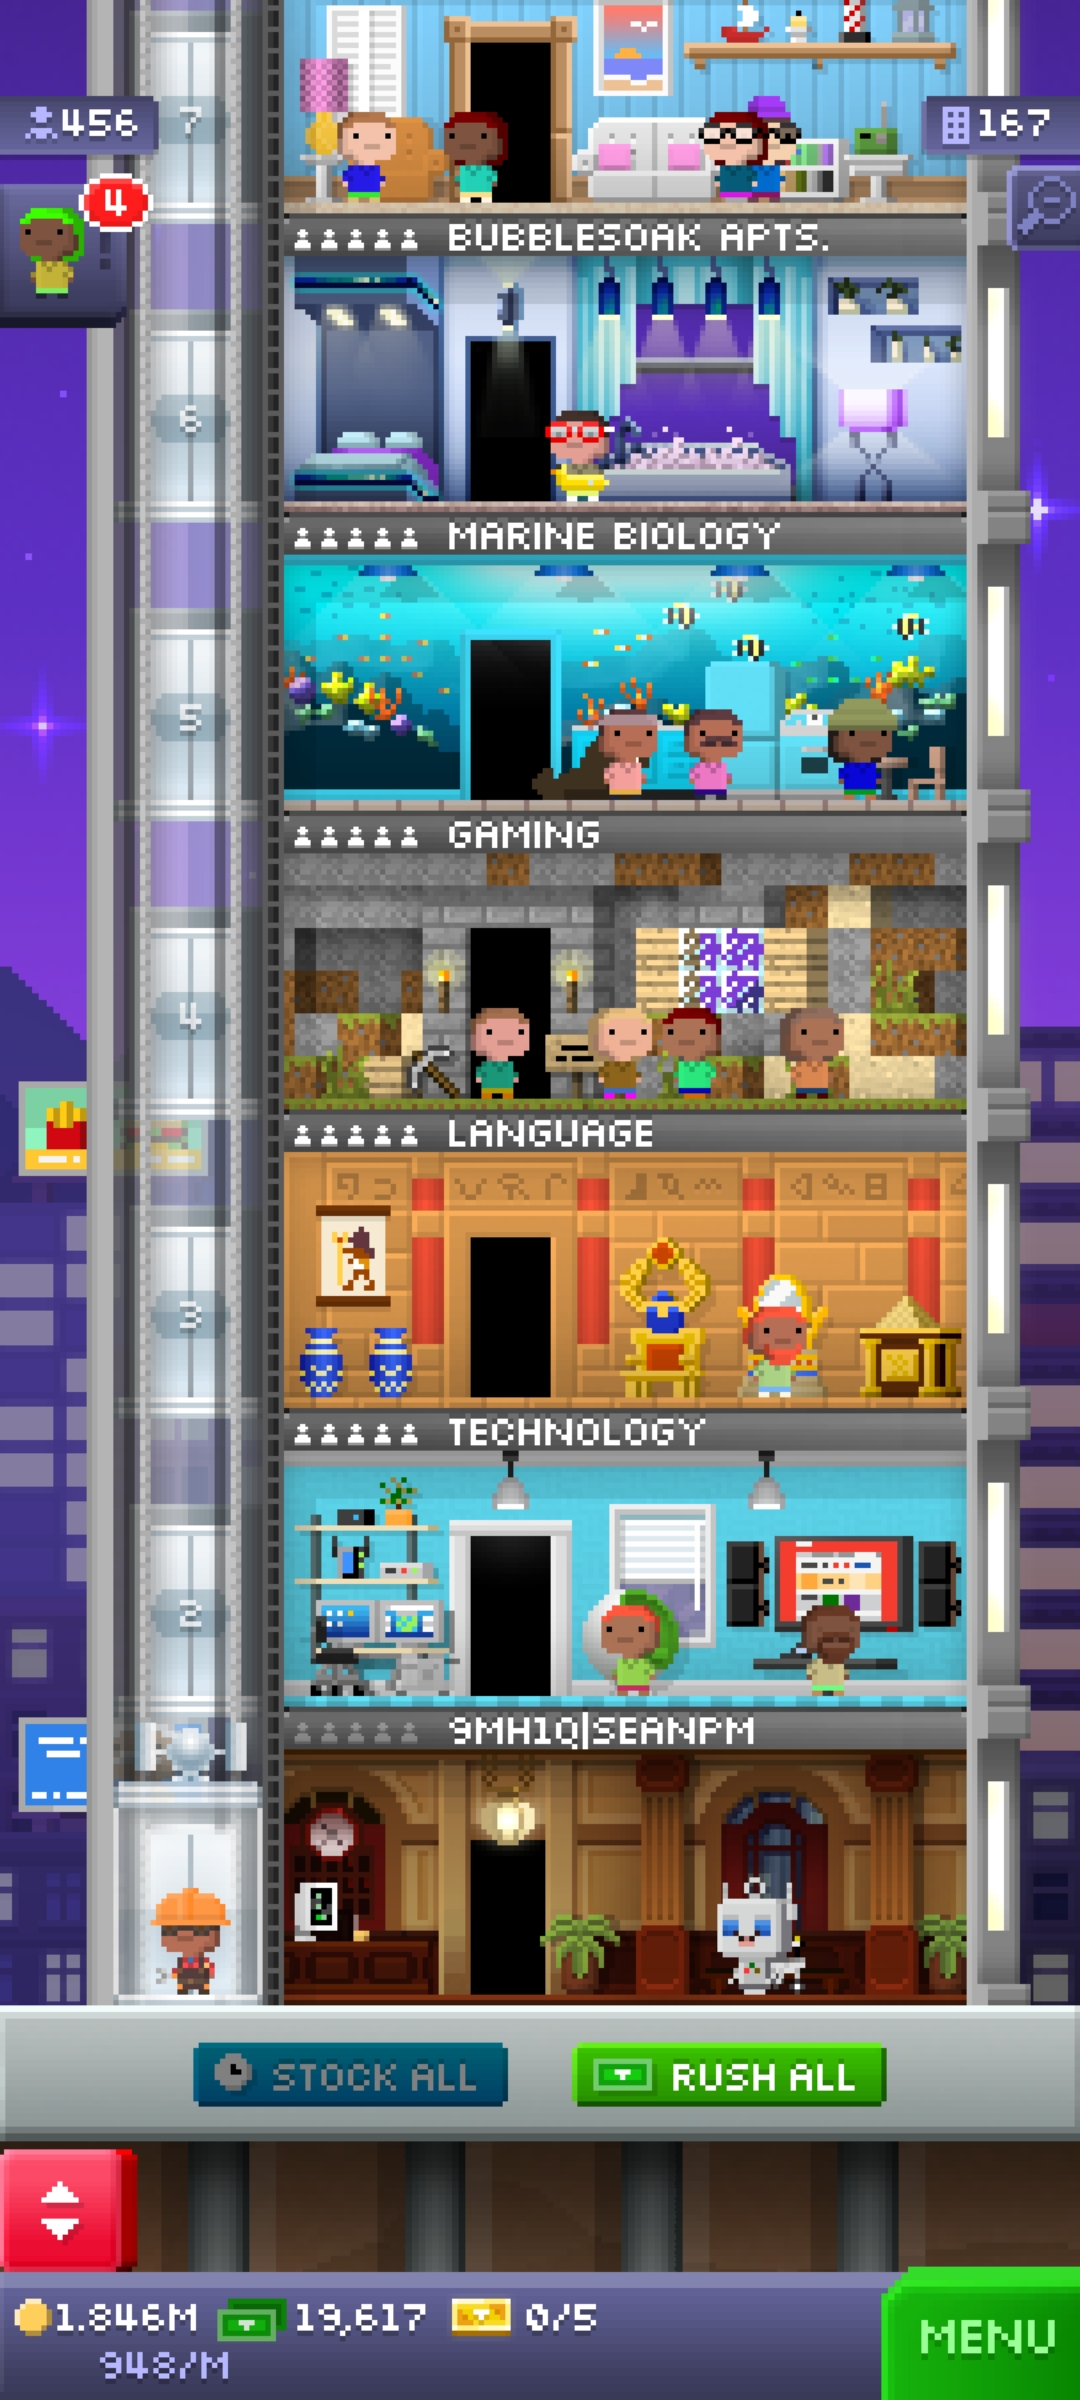 7
456
167
4
BUBBLESOAK APTS.
6
MARINE BIOLOGY
5
GAMING
4
LANGUAGE
3
TECHNOLOGY
2
9MH1Q|SEANPM
STOCK ALL
RUSH ALL
1.846M
19,617
0/5
948/M
MENU